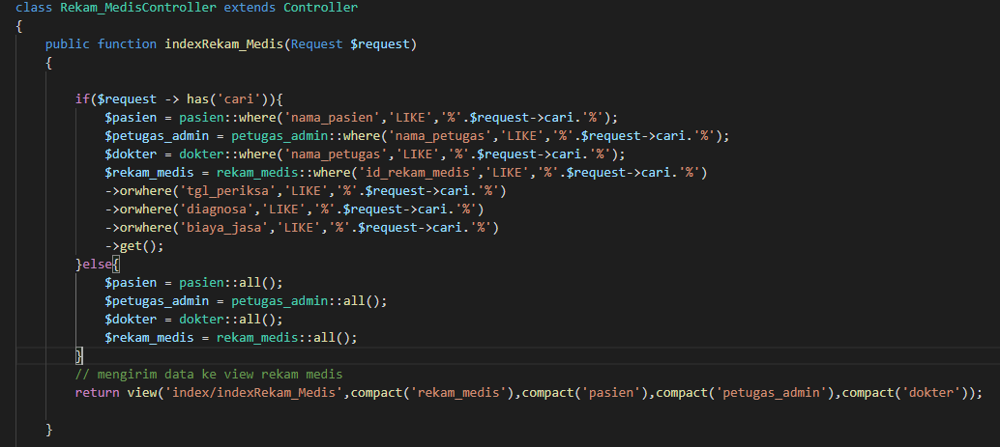 class Rekam_MedisController extends Controller
{
    public function indexRekam_Medis(Request $request)
    {
        if($request -> has('cari')){
            $pasien = pasien::where('nama_pasien','LIKE','%'.$request->cari.'%');
            $petugas_admin = petugas_admin::where('nama_petugas','LIKE','%'.$request->cari.'%');
            $dokter = dokter::where('nama_petugas','LIKE','%'.$request->cari.'%');
            $rekam_medis = rekam_medis::where('id_rekam_medis','LIKE','%'.$request->cari.'%')
            ->orwhere('tgl_periksa','LIKE','%'.$request->cari.'%')
            ->orwhere('diagnosa','LIKE','%'.$request->cari.'%')
            ->orwhere('biaya_jasa','LIKE','%'.$request->cari.'%')
            ->get();
        }else{
            $pasien = pasien::all();
            $petugas_admin = petugas_admin::all();
            $dokter = dokter::all();
            $rekam_medis = rekam_medis::all();
        }
        // mengirim data ke view rekam medis
        return view('index/indexRekam_Medis',compact('rekam_medis'),compact('pasien'),compact('petugas_admin'),compact('dokter'));
    }